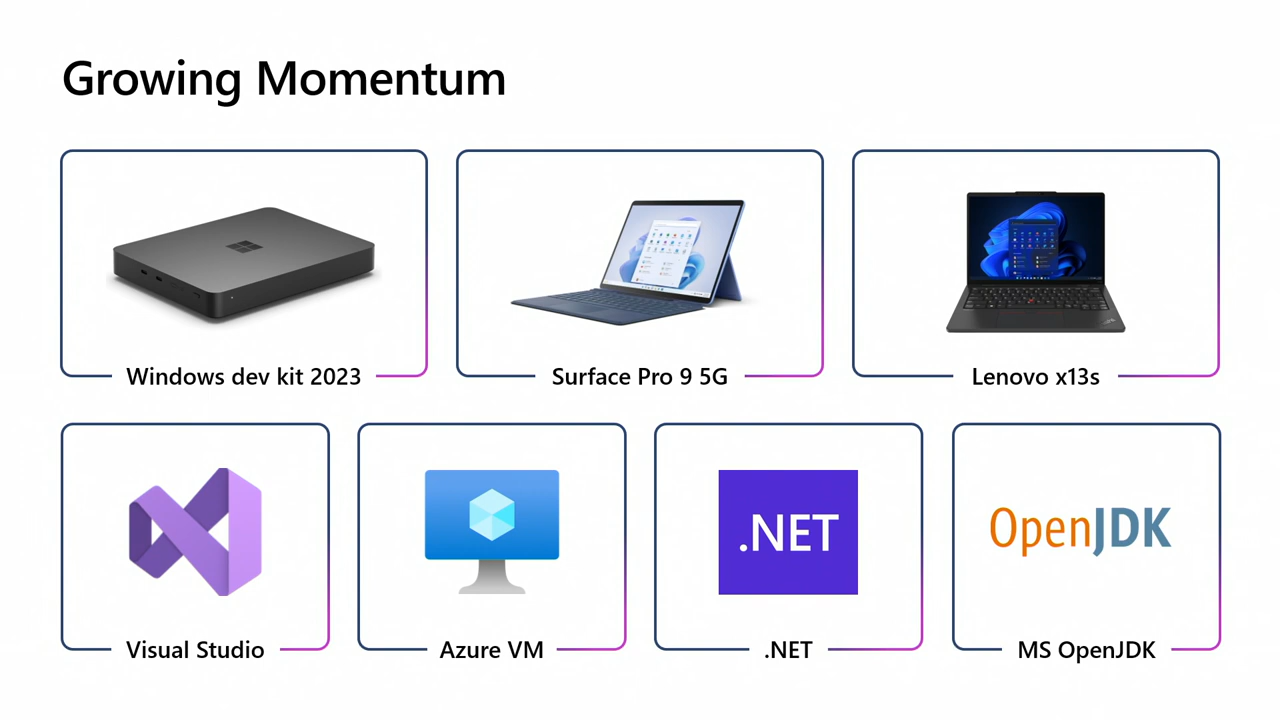 Growing Momentum
Windows dev kit 2023
Surface Pro 9 5G
Lenovo x13s
.NET
OpenJDK
Visual Studio
Azure VM
.NET
MS OpenJDK